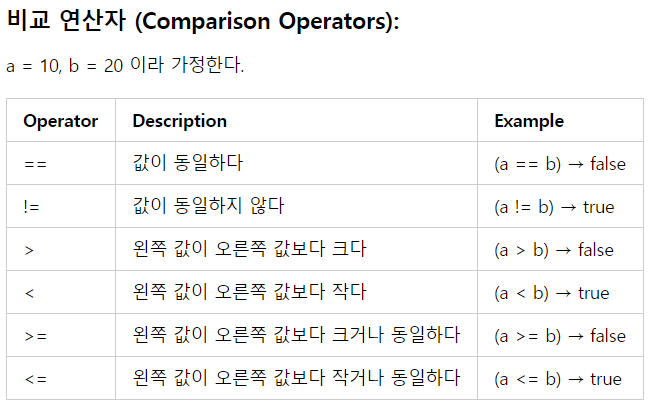 비교 연산자 (Comparison Operators):
a = 10, b = 20 이라 가정한다.
Operator Description Example
== 값이 동일하다 (a == b) → false
!= 값이 동일하지 않다 (a != b) → true
> 왼쪽 값이 오른쪽 값보다 크다 (a > b) → false
< 왼쪽 값이 오른쪽 값보다 작다 (a < b) → true
>= 왼쪽 값이 오른쪽 값보다 크거나 동일하다 (a >= b) → false
<= 왼쪽 값이 오른쪽 값보다 작거나 동일하다 (a <= b) → true